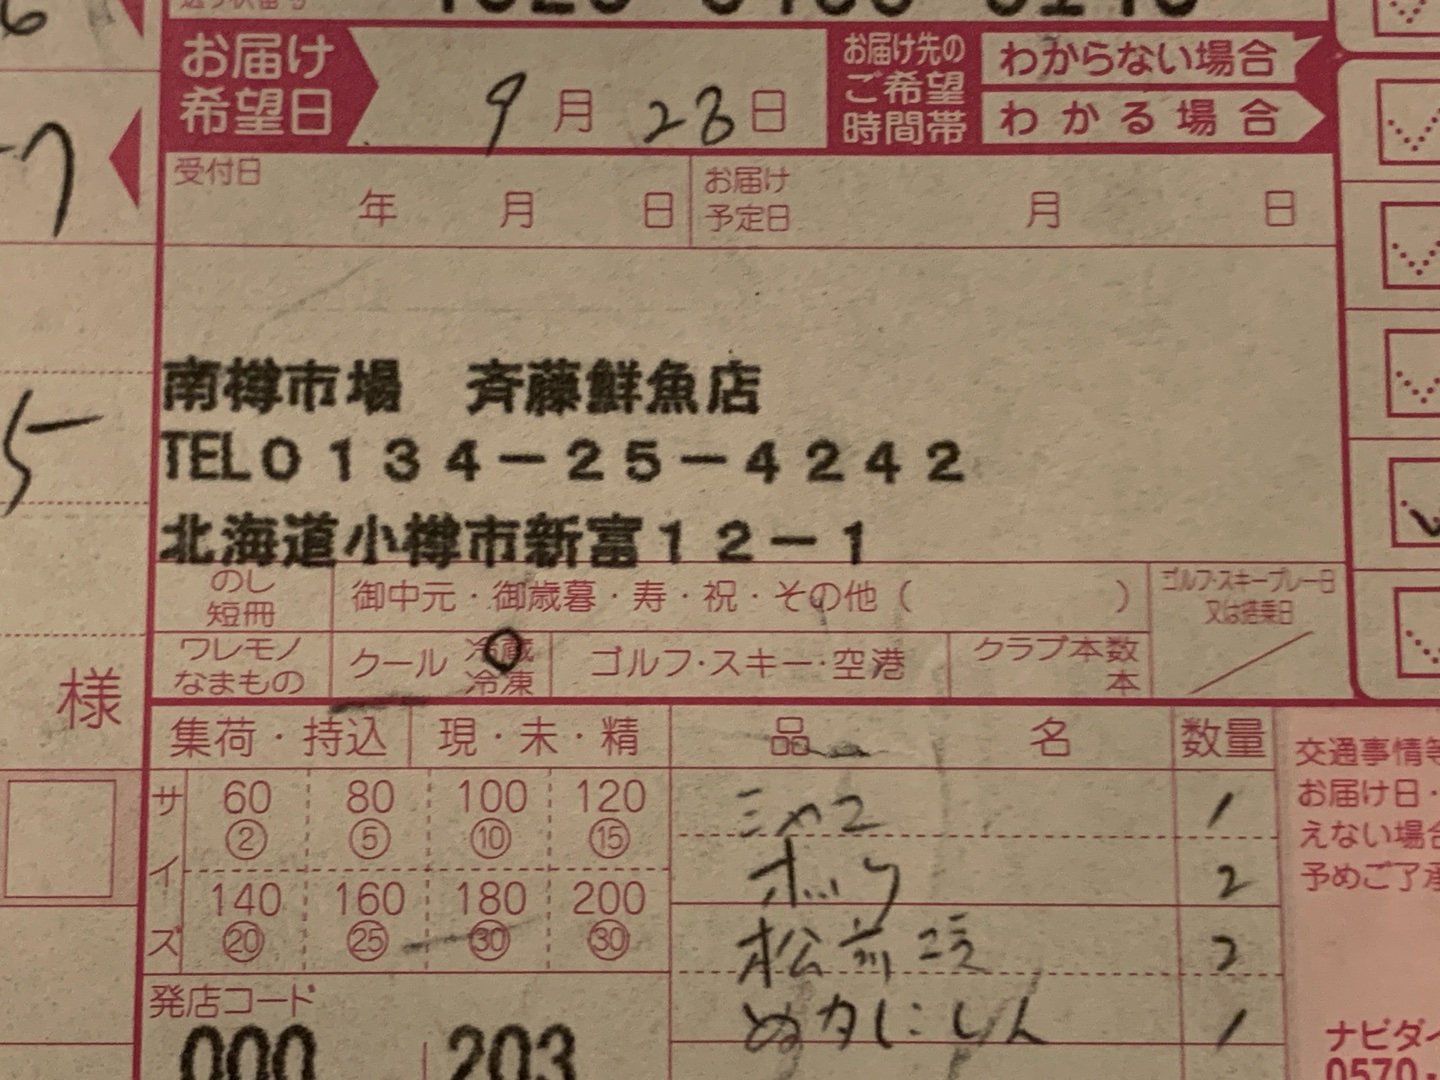 お届け
希望日
9月 28日
お届け先の
ご希望
時間帯
わからない場合
わかる場合
受付日
年 月 日
お届け
予定日
月 日
南樽市場 斉藤鮮魚店
TEL0134-25-4242
北海道小樽市新富12-1
のし
短冊
御中元・御歳暮・寿・祝・その他( )
ゴルフ・スキープレー日
又は搭乗日
ワレモノ
なまもの
クール
冷蔵
冷凍
ゴルフ・スキー・空港
クラブ本数
本
様
集荷・持込
現・未・精
品名
数量
サイズ
60 80 100 120
② ⑤ ⑩ ⑮
140 160 180 200
⑳ ㉕ ㉚ ㉚
シャコ 1
ホッケ 2
松前漬 2
ぬかにしん 1
発店コード
000 203
交通事情等
お届け日・
えない場合
予めご了承
ナビダイ
0570-